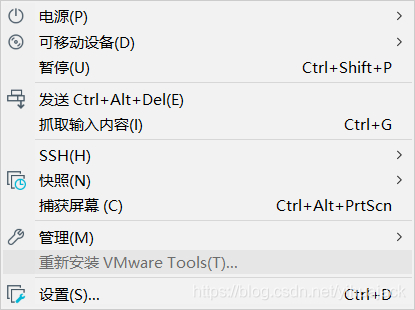 电源(P)
可移动设备(D)
暂停(U) Ctrl+Shift+P
发送 Ctrl+Alt+Del(E)
抓取输入内容(I) Ctrl+G
SSH(H)
快照(N)
捕获屏幕 (C) Ctrl+Alt+PrtScn
管理(M)
重新安装 VMware Tools(T)...
设置(S)... Ctrl+D
https://blog.csdn.net/